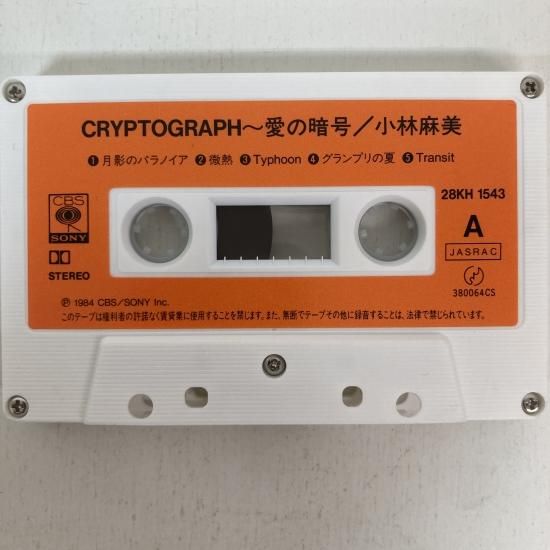 CRYPTOGRAPH〜愛の暗号／小林麻美
❶月影のパラノイア ❷微熱 ❸Typhoon ❹グランプリの夏 ❺Transit
28KH 1543
CBS
SONY
A
JASRAC
STEREO
380064CS
Ⓟ 1984 CBS/SONY Inc.
このテープは権利者の許諾なく賃貸業に使用することを禁じます。また、無断でテープその他に録音することは、法律で禁じられています。